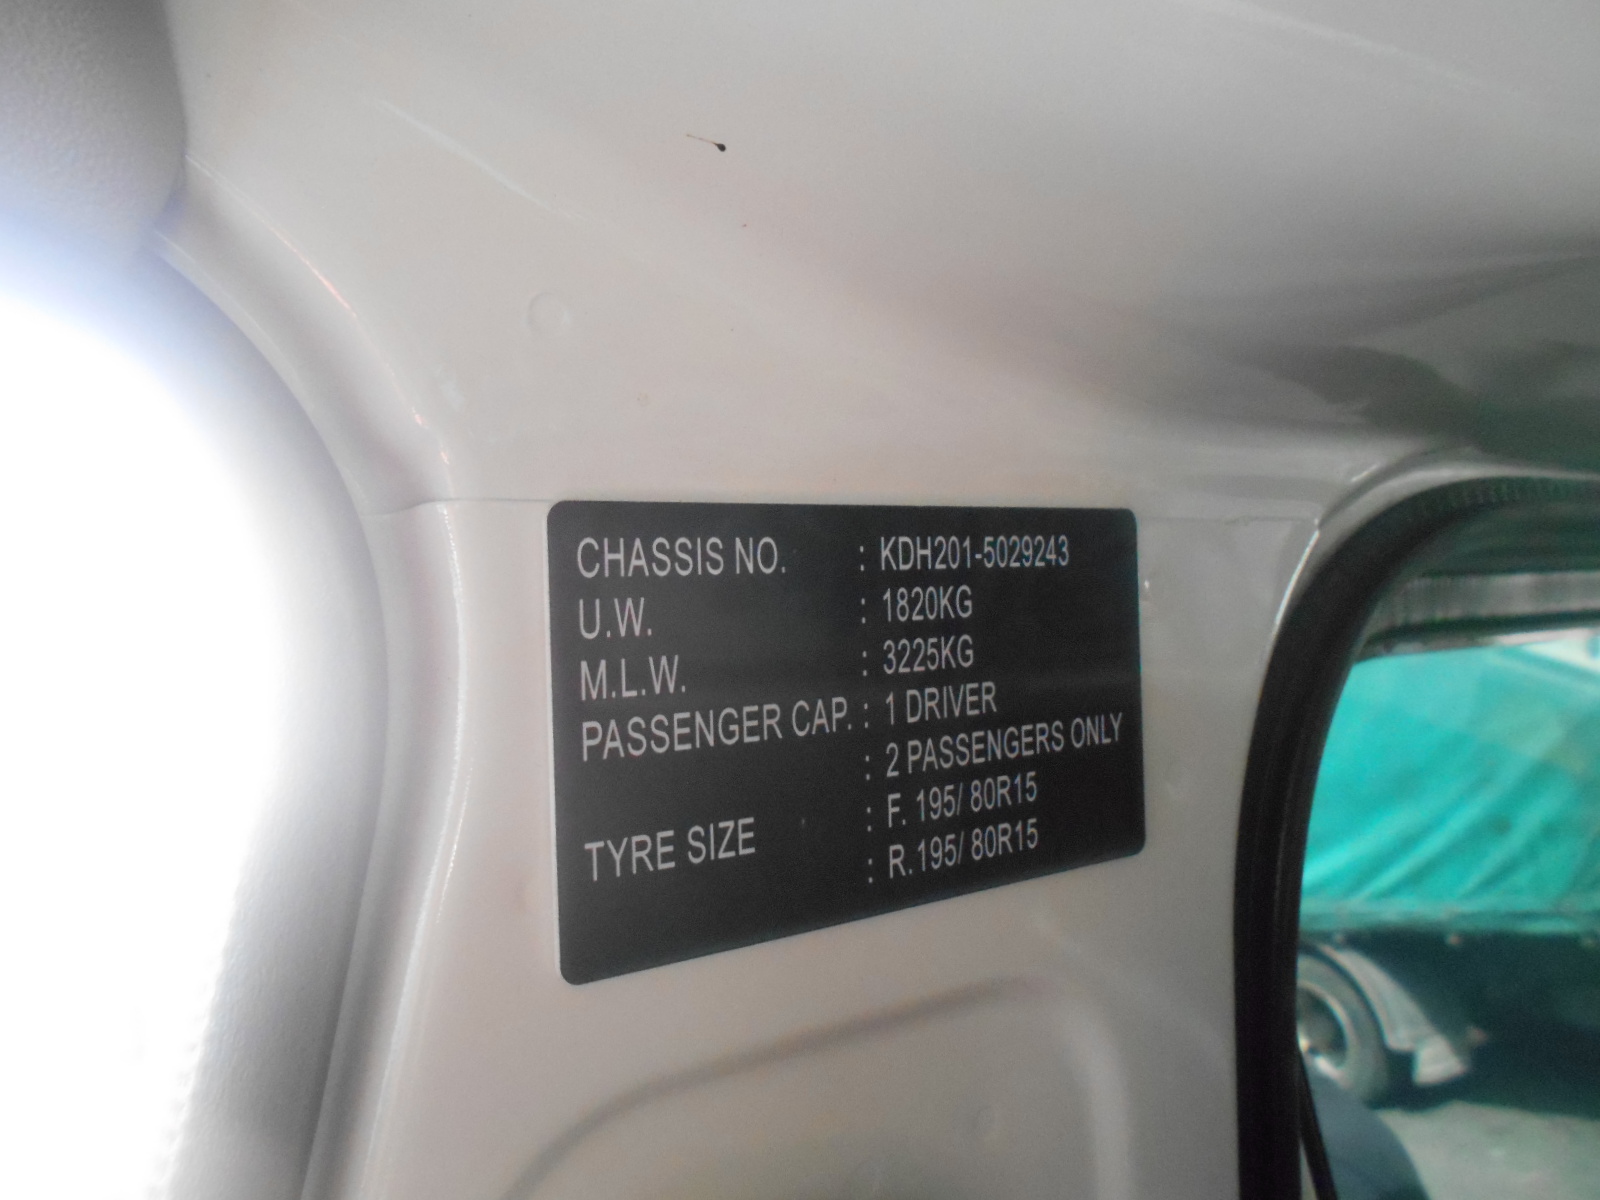 CHASSIS NO. : KDH201-5029243
U.W. : 1820KG
M.L.W. : 3225KG
PASSENGER CAP. : 1 DRIVER
: 2 PASSENGERS ONLY
TYRE SIZE : F. 195/ 80R15
: R. 195/ 80R15